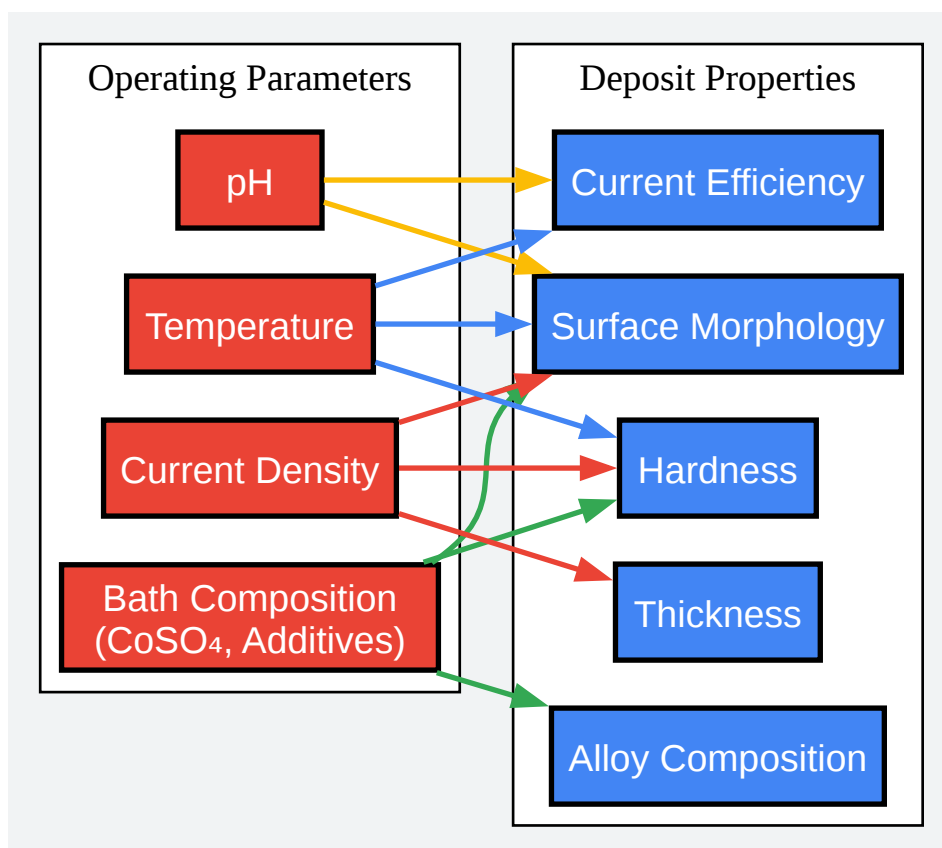 Operating Parameters
pH
Temperature
Current Density
Bath Composition
(CoSO₄, Additives)
Deposit Properties
Current Efficiency
Surface Morphology
Hardness
Thickness
Alloy Composition